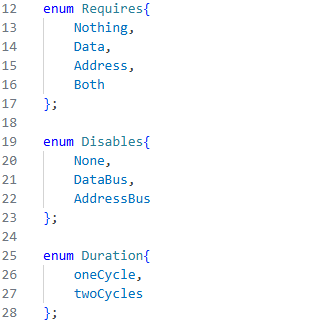 12 enum Requires{
13     Nothing,
14     Data,
15     Address,
16     Both
17 };
18
19 enum Disables{
20     None,
21     DataBus,
22     AddressBus
23 };
24
25 enum Duration{
26     oneCycle,
27     twoCycles
28 };